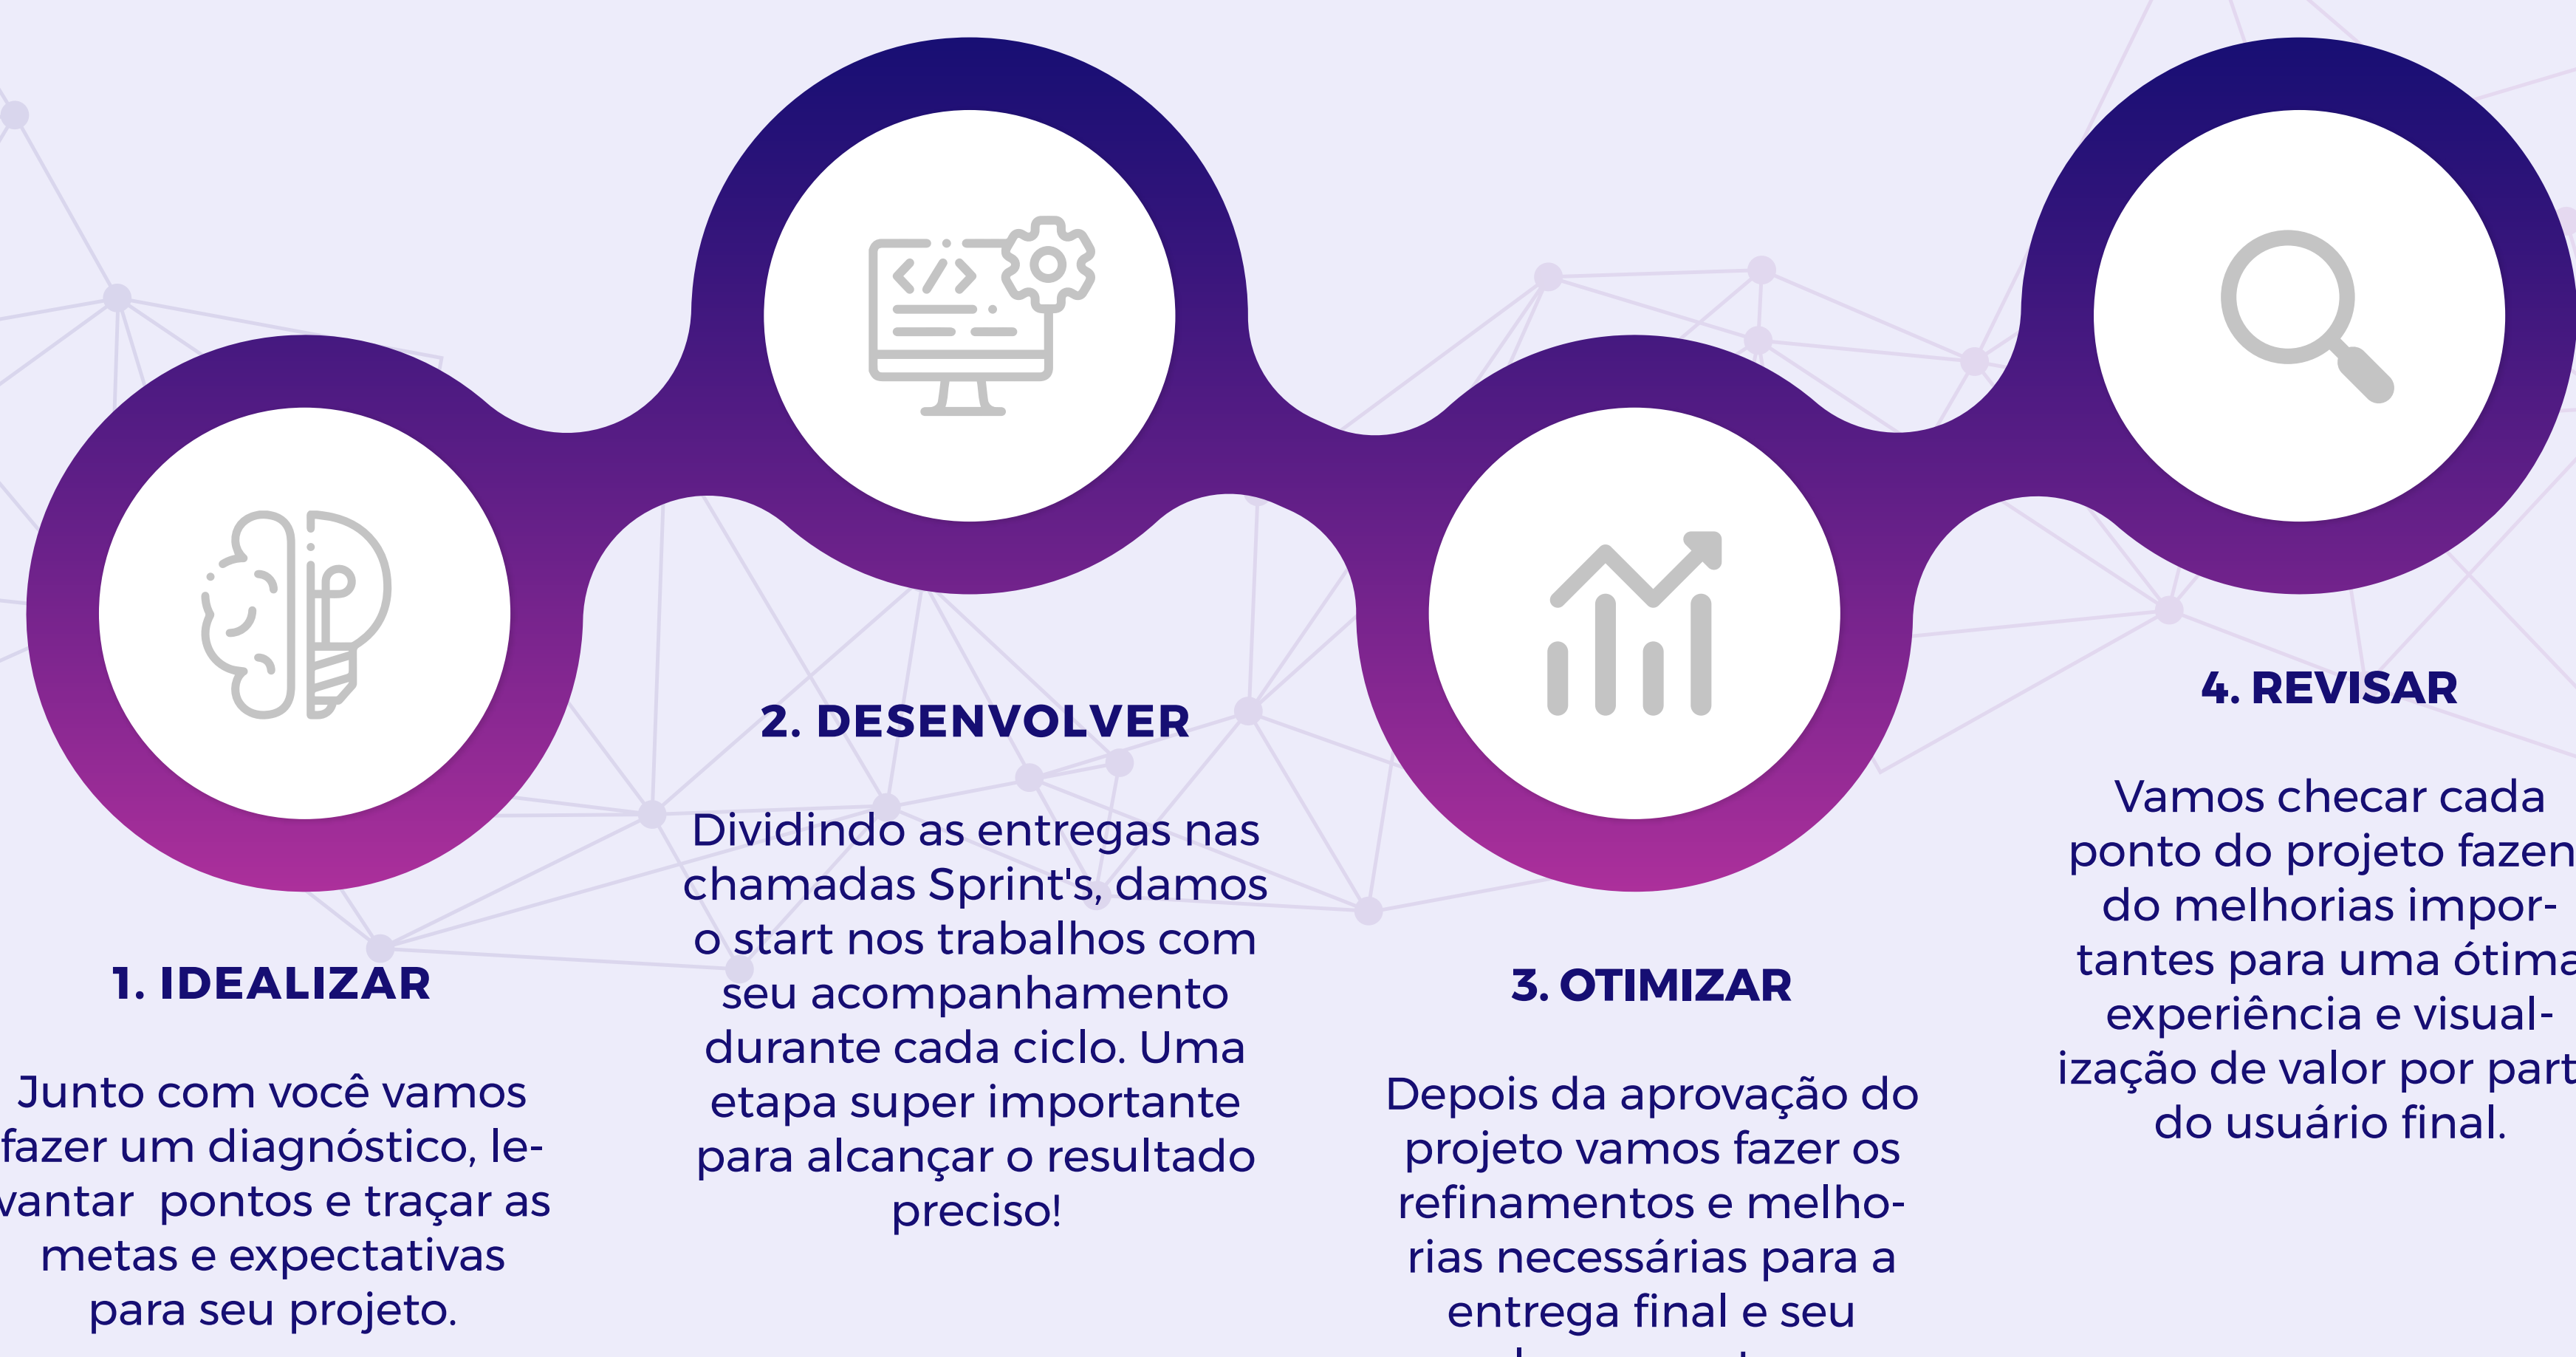 1. IDEALIZAR
Junto com você vamos
fazer um diagnóstico, le-
vantar  pontos e traçar as
metas e expectativas
para seu projeto.
2. DESENVOLVER
Dividindo as entregas nas
chamadas Sprint's, damos
o start nos trabalhos com
seu acompanhamento
durante cada ciclo. Uma
etapa super importante
para alcançar o resultado
preciso!
3. OTIMIZAR
Depois da aprovação do
projeto vamos fazer os
refinamentos e melho-
rias necessárias para a
entrega final e seu
4. REVISAR
Vamos checar cada
ponto do projeto fazen
do melhorias impor-
tantes para uma ótima
experiência e visual-
ização de valor por part
do usuário final.